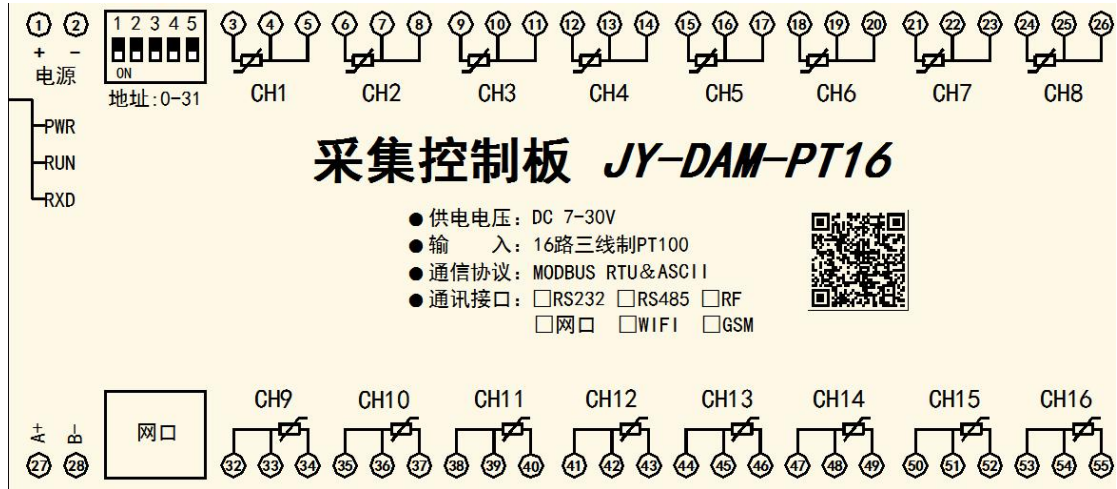 1 2 1 2 3 4 5 3 4 5 6 7 8 9 10 11 12 13 14 15 16 17 18 19 20 21 22 23 24 25 26
+ -
电源 ON
地址:0-31 CH1 CH2 CH3 CH4 CH5 CH6 CH7 CH8
PWR
RUN
RXD
采集控制板 JY-DAM-PT16
●供电电压: DC 7-30V
●输 入: 16路三线制PT100
●通信协议: MODBUS RTU&ASCII
●通讯接口: □RS232 □RS485 □RF
□网口 □WIFI □GSM
CH9 CH10 CH11 CH12 CH13 CH14 CH15 CH16
A+ B- 网口
27 28 32 33 34 35 36 37 38 39 40 41 42 43 44 45 46 47 48 49 50 51 52 53 54 55